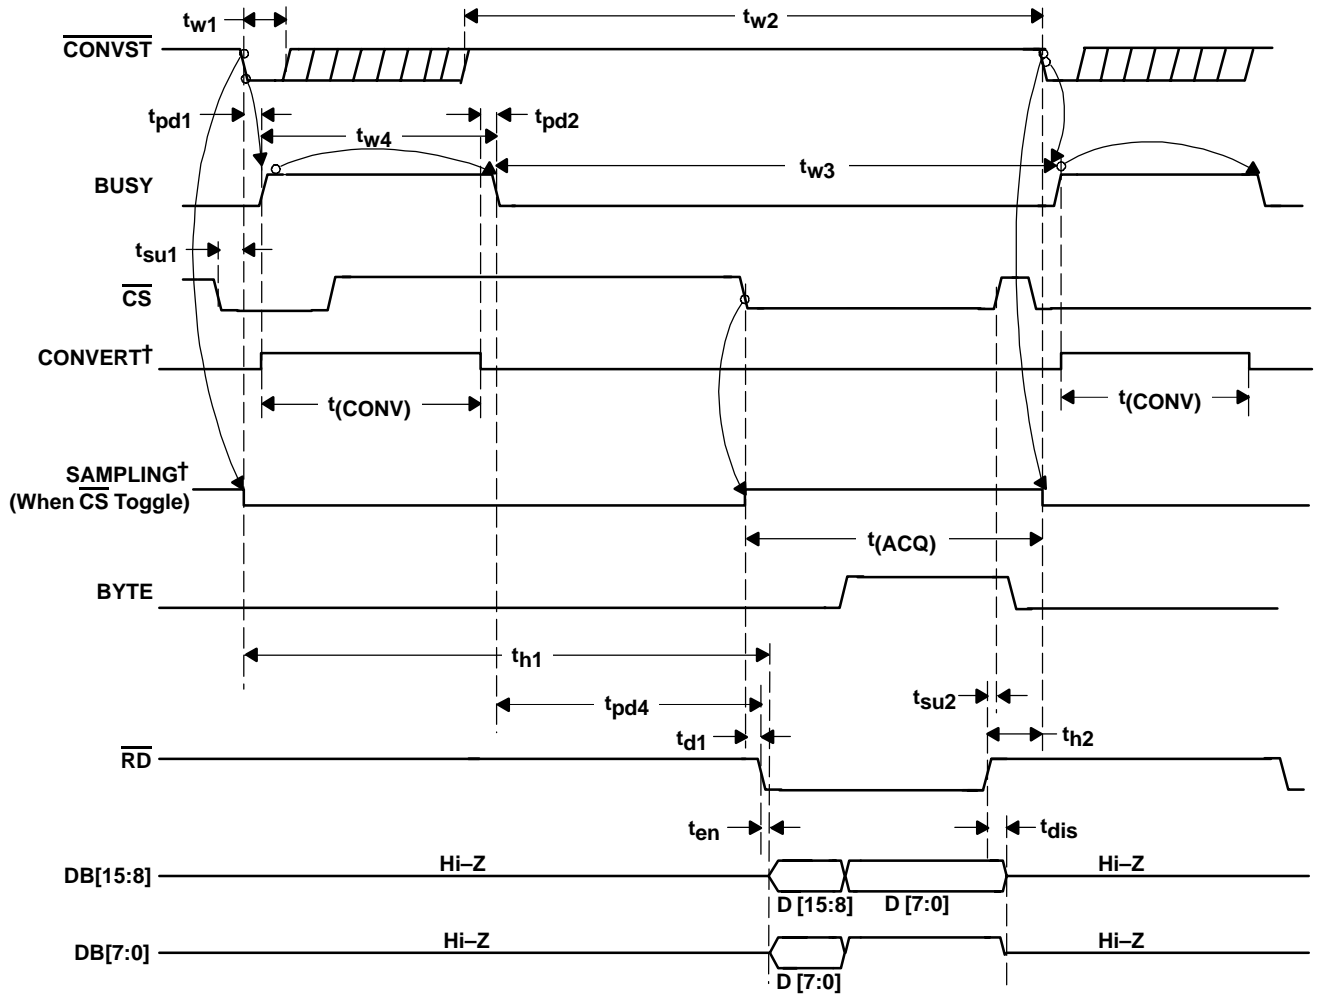 tw1
tw2
CONVST
tpd1
tpd2
tw4
tw3
BUSY
tsu1
CS
CONVERT†
t(CONV)
t(CONV)
SAMPLING†
(When CS Toggle)
t(ACQ)
BYTE
th1
tsu2
tpd4
td1
th2
RD
ten
tdis
Hi–Z
Hi–Z
DB[15:8]
D [15:8]
D [7:0]
Hi–Z
Hi–Z
DB[7:0]
D [7:0]